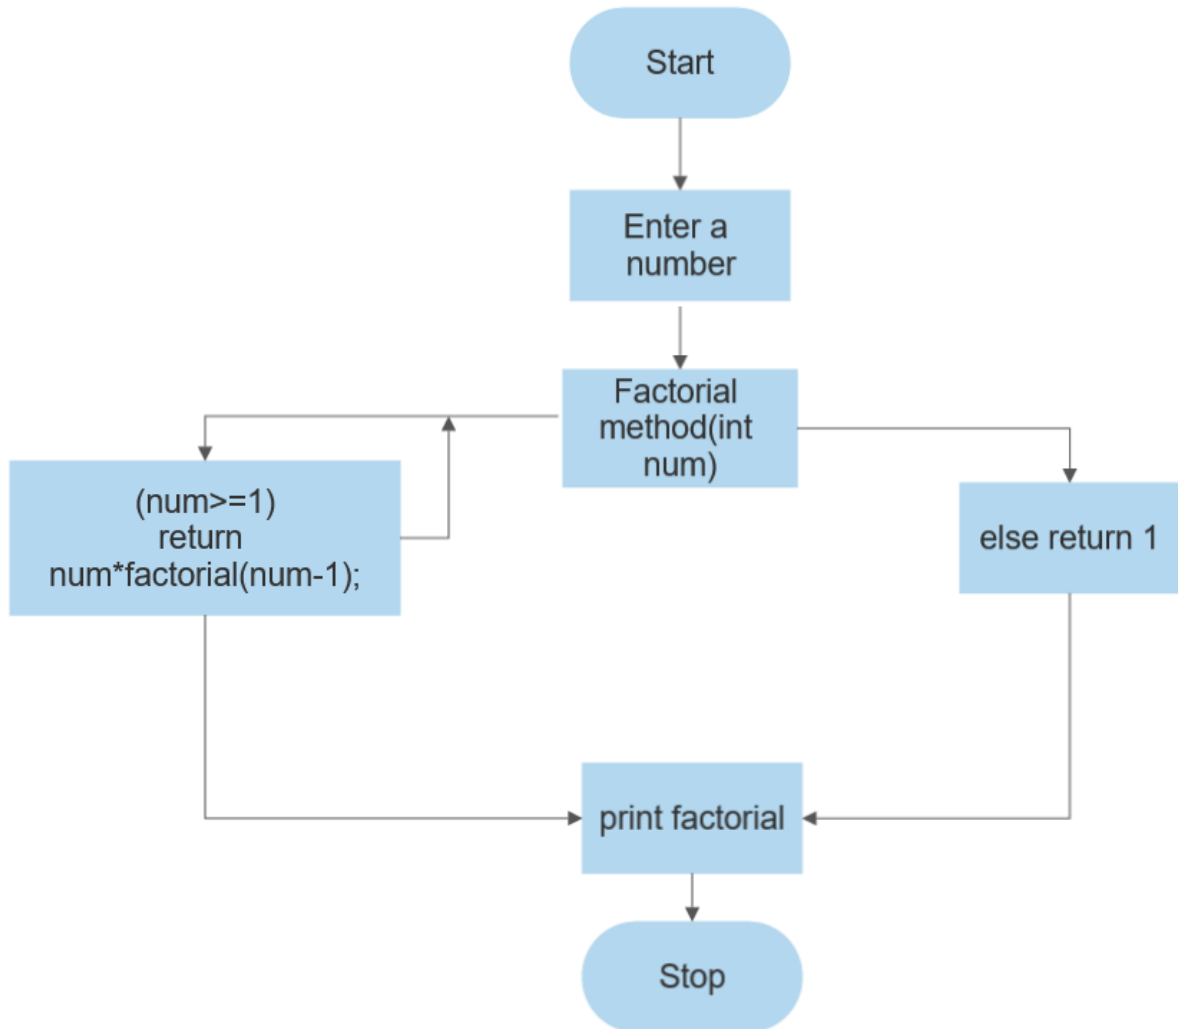 Start
Enter a
number
Factorial
method(int
num)
(num>=1)
return
num*factorial(num-1);
else return 1
print factorial
Stop